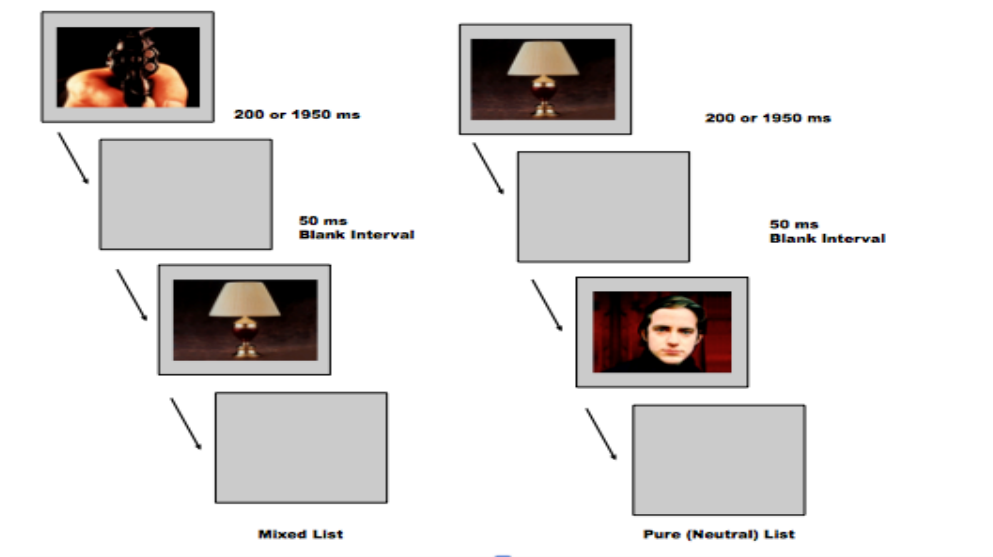 200 or 1950 ms
50 ms
Blank Interval
Mixed List
200 or 1950 ms
50 ms
Blank Interval
Pure (Neutral) List